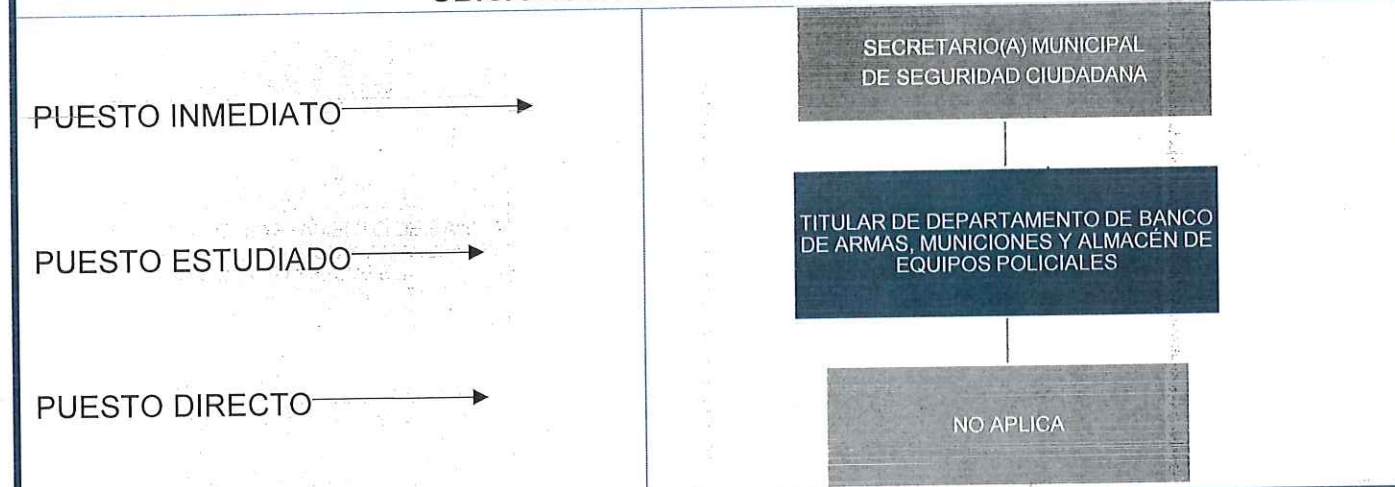 PUESTO INMEDIATO
SECRETARIO(A) MUNICIPAL
DE SEGURIDAD CIUDADANA
PUESTO ESTUDIADO
TITULAR DE DEPARTAMENTO DE BANCO
DE ARMAS, MUNICIONES Y ALMACÉN DE
EQUIPOS POLICIALES
PUESTO DIRECTO
NO APLICA